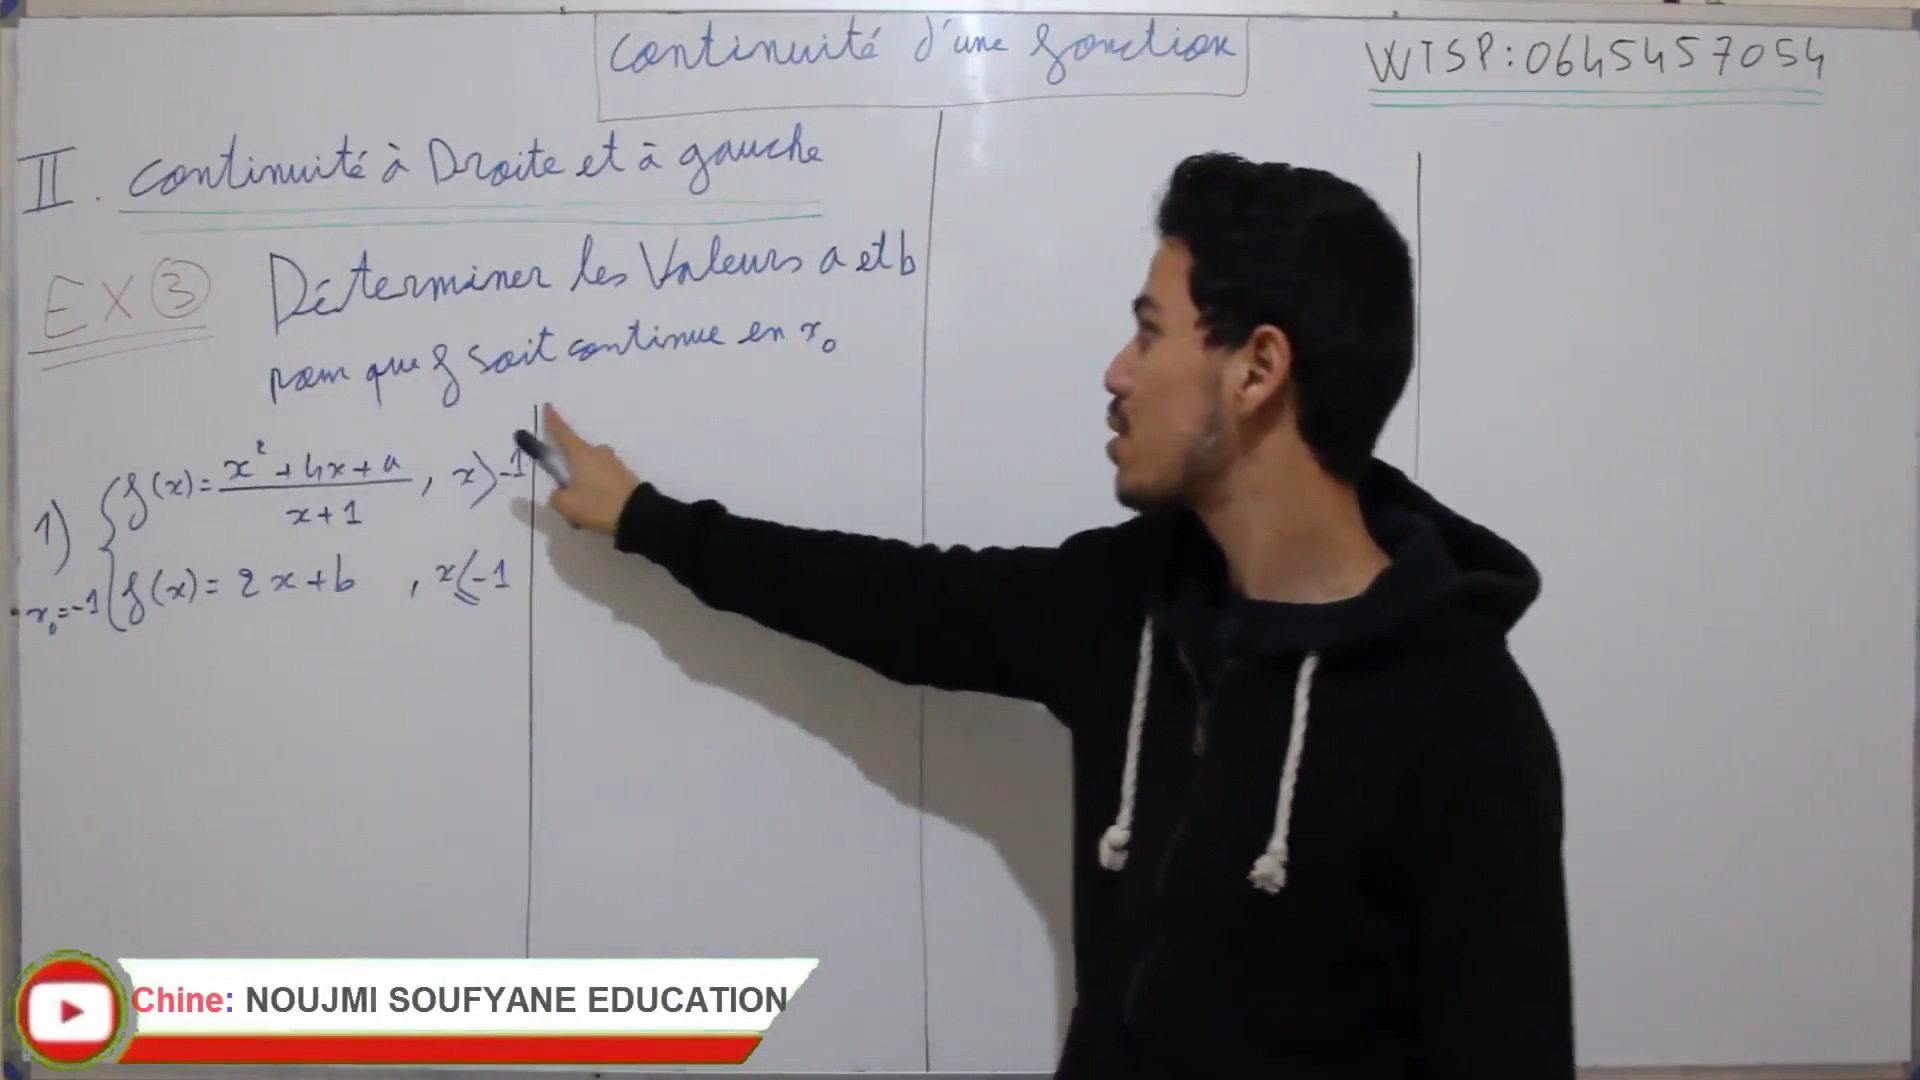 continuité d'une fonction
WTSP: 0645457054
II. continuité à Droite et à gauche
EX ③ Déterminer les Valeurs a et b
pour que f soit continue en x₀
1) { f(x) = (x² + 4x + a)/(x + 1) , x > -1
x₀ = -1 { f(x) = 2x + b , x ≤ -1
Chine: NOUJMI SOUFYANE EDUCATION